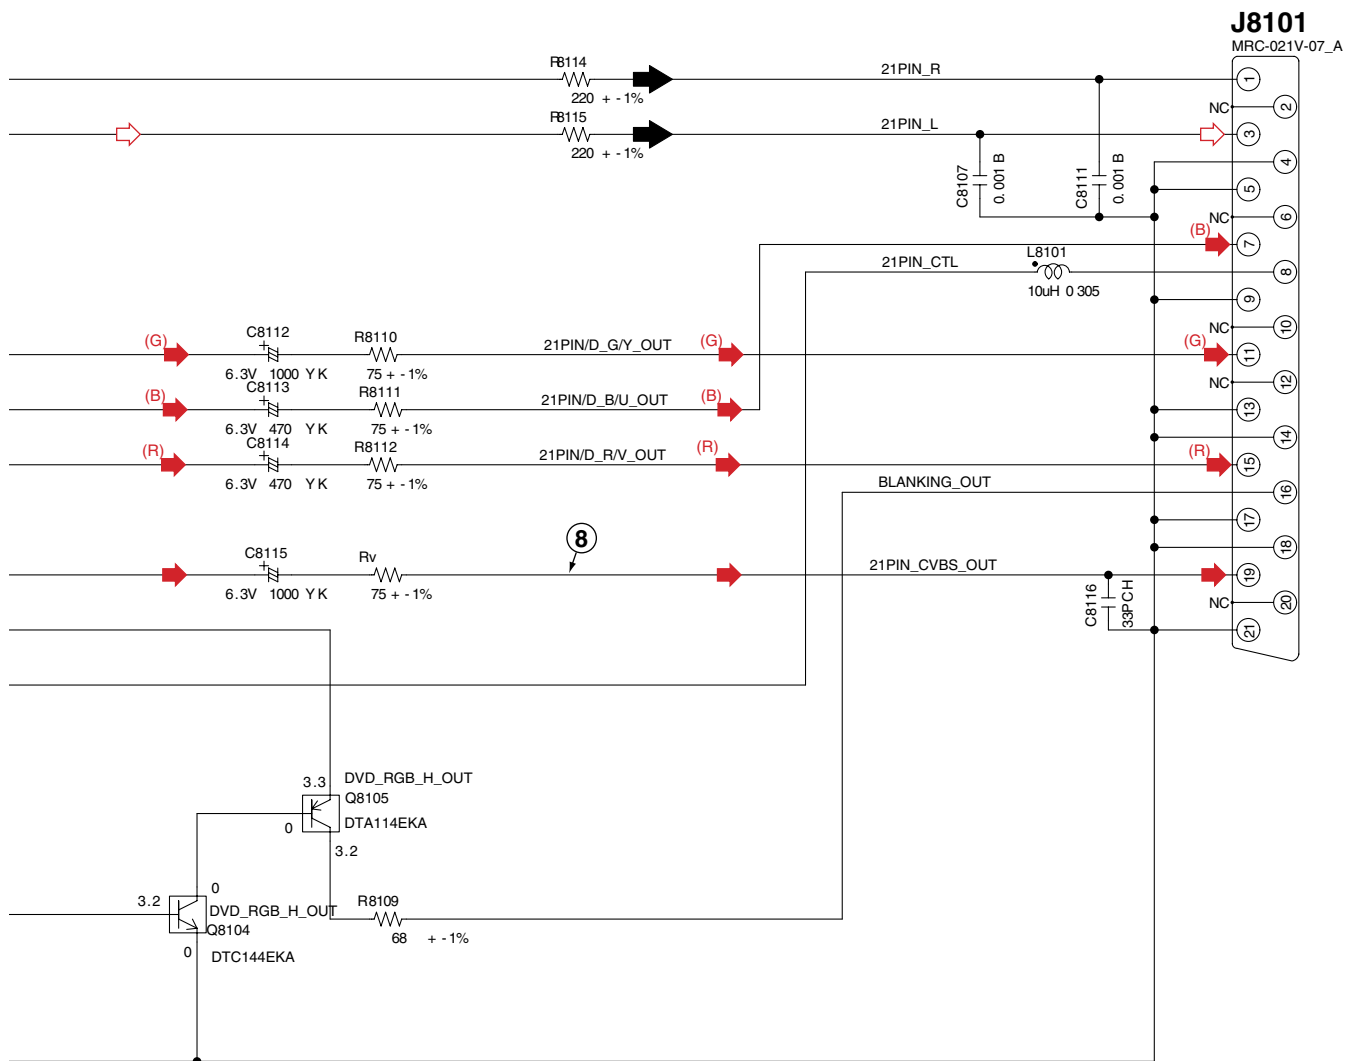 J8101
MRC-021V-07_A
R8114
220 + -1%
21PIN_R
1
NC
2
R8115
220 + -1%
21PIN_L
3
4
C8107
0.001 B
C8111
0.001 B
5
NC
6
(B)
7
21PIN_CTL
L8101
10uH 0305
8
9
NC
10
(G)
C8112
6.3V 1000 YK
R8110
75 + -1%
21PIN/D_G/Y_OUT
(G)
(G)
11
NC
12
(B)
C8113
6.3V 470 YK
R8111
75 + -1%
21PIN/D_B/U_OUT
(B)
13
14
(R)
C8114
6.3V 470 YK
R8112
75 + -1%
21PIN/D_R/V_OUT
(R)
(R)
15
BLANKING_OUT
16
17
8
18
C8115
6.3V 1000 YK
Rv
75 + -1%
21PIN_CVBS_OUT
19
C8116
33PCH
NC
20
21
3.3
DVD_RGB_H_OUT
Q8105
DTA114EKA
0
3.2
3.2
0
DVD_RGB_H_OUT
Q8104
0
DTC144EKA
R8109
68 + -1%